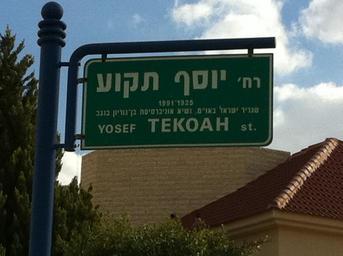 רח׳ יוסף תקוע
1991-1925
שגריר ישראל באו״מ, נשיא אוניברסיטת בן־גוריון בנגב
YOSEF TEKOAH st.